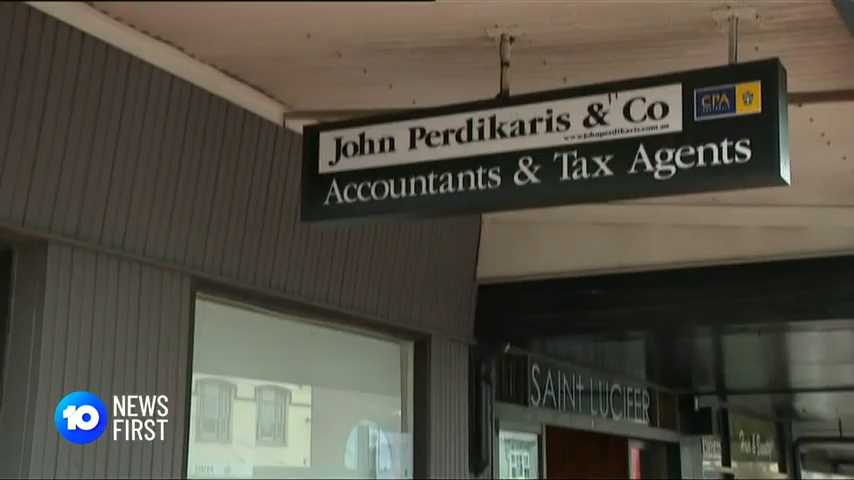 John Perdikaris & Co
www.johnperdikaris.com.au
Accountants & Tax Agents
CPA
SAINT LUCIFER
10 NEWS
FIRST